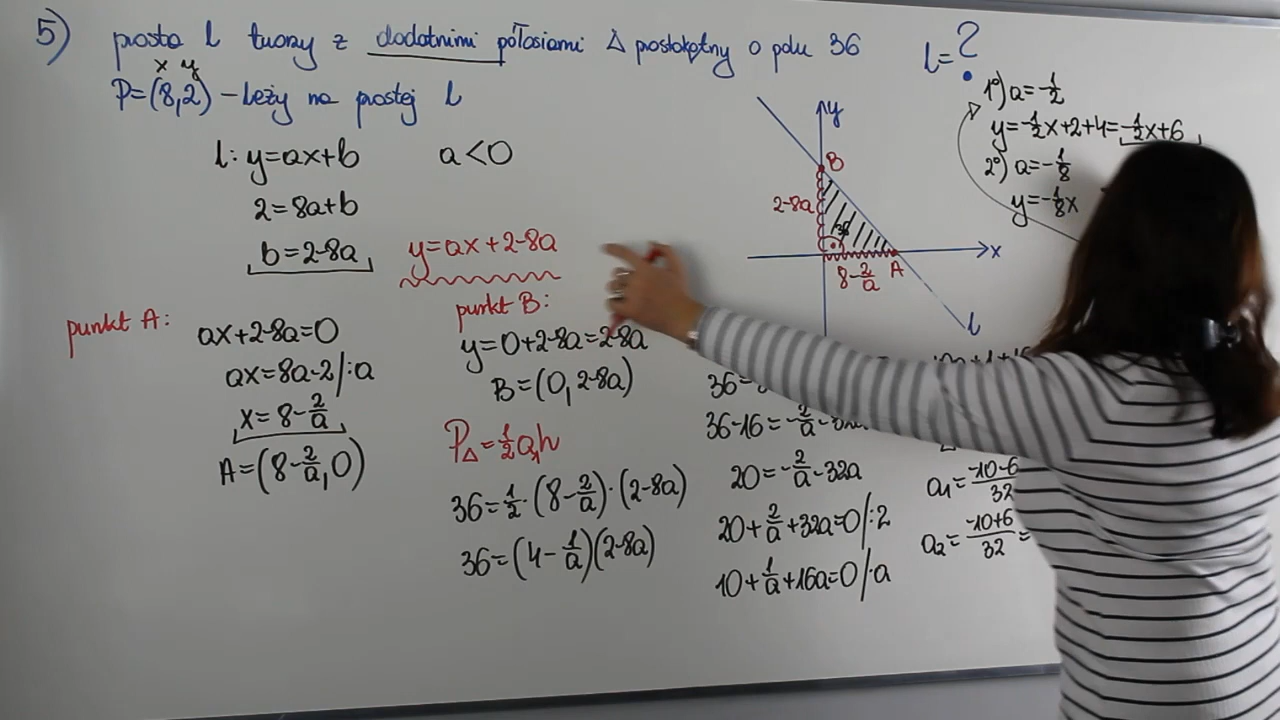 5) prosta l tworzy z dodatnimi półosiami Δ prostokątny o polu 36
x y
P=(8,2) – leży na prostej l
l: y=ax+b a<0
2=8a+b
b=2-8a y=ax+2-8a
punkt A:
ax+2-8a=0
ax=8a-2/:a
x=8-2/a
A=(8-2/a, 0)
punkt B:
y=0+2-8a=2-8a
B=(0, 2-8a)
P△=1/2 a₁h
36=1/2·(8-2/a)·(2-8a)
36=(4-1/a)(2-8a)
y
B
2-8a
36
8-2/a
A
x
l
36=
36-16=-2/a-
20=-2/a-32a
20+2/a+32a=0/:2
10+1/a+16a=0/·a
l=?
1°) a=-1/2
y=-1/2x+2+4=-1/2x+6
2°) a=-1/8
y=-1/8x
a₁=-10-6/32
a₂=-10+6/32=